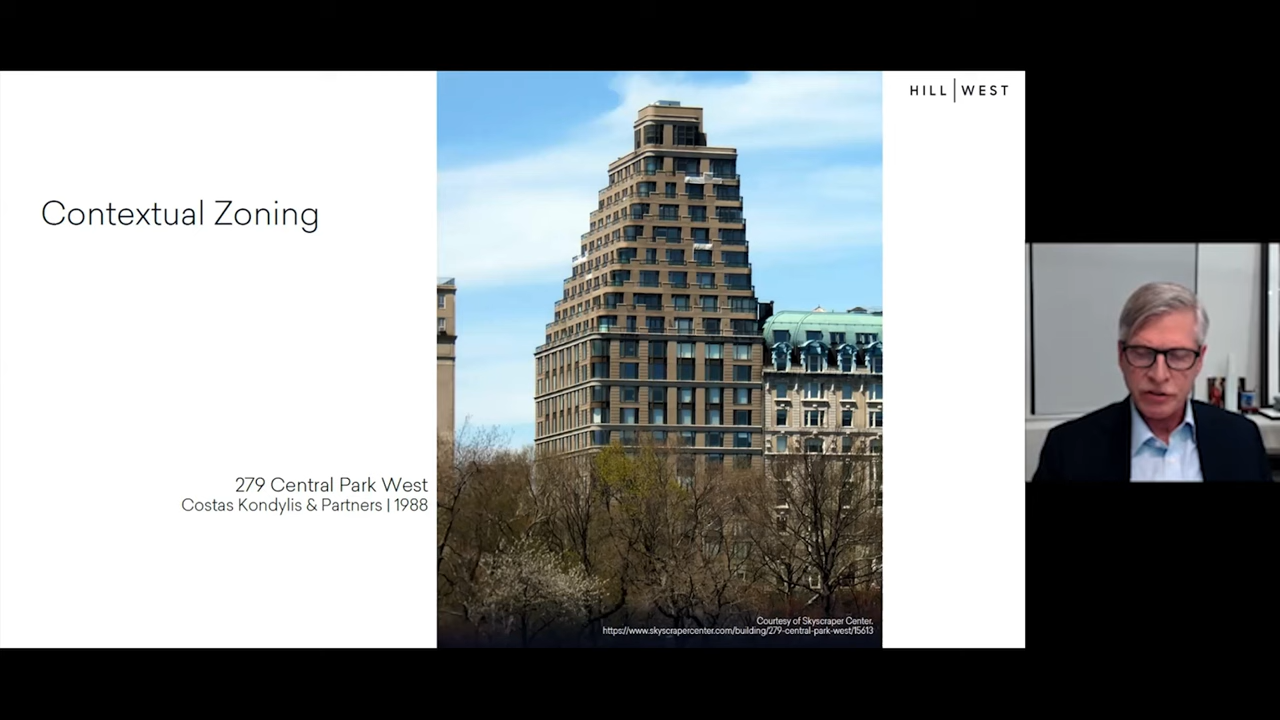 HILL | WEST
Contextual Zoning
279 Central Park West
Costas Kondylis & Partners | 1988
Courtesy of Skyscraper Center.
https://www.skyscrapercenter.com/building/279-central-park-west/15613